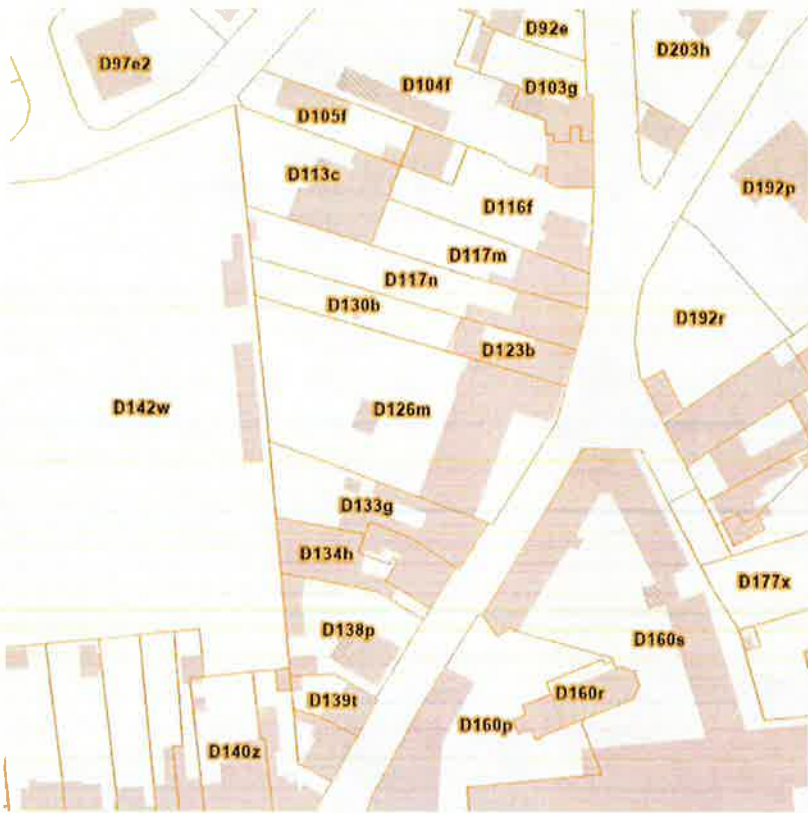 D92e
D203h
D97e2
D104f
D103g
D105f
D113c
D192p
D116f
D117m
D117n
D130b
D192r
D123b
D142w
D126m
D133g
D134h
D177x
D138p
D160s
D160r
D139t
D160p
D140z